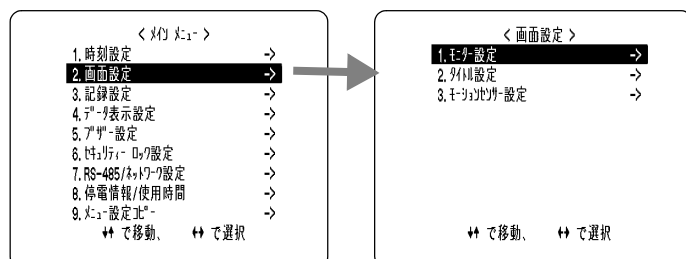 < メイン メニュー >
1. 時刻設定 ->
2. 画面設定 ->
3. 記録設定 ->
4. データ表示設定 ->
5. ブザー設定 ->
6. セキュリティー ロック設定 ->
7. RS-485/ネットワーク設定 ->
8. 停電情報/使用時間 ->
9. メニュー設定コピー ->
↓↑ で移動、 ←→ で選択
< 画面設定 >
1. モニター設定 ->
2. タイトル設定 ->
3. モーションセンサー設定 ->
↓↑ で移動、 ←→ で選択